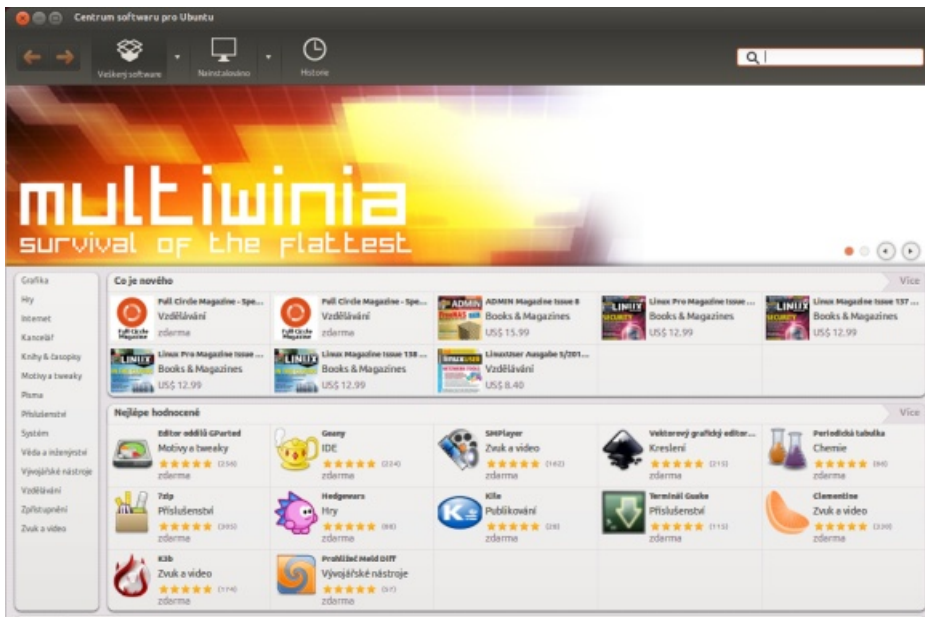 Centrum softwaru pro Ubuntu
Veškerý software
Nainstalováno
Historie
multiwinia
survival of the flattest
Grafika
Hry
Internet
Kancelář
Knihy & časopisy
Motivy a tweaky
Písma
Příslušenství
Systém
Věda a inženýrství
Vývojářské nástroje
Vzdělávání
Zpřístupnění
Zvuk a video
Co je nového
Více
Full Circle Magazine - Spe...
Vzdělávání
zdarma
Full Circle Magazine - Spe...
Vzdělávání
zdarma
ADMIN Magazine Issue 8
Books & Magazines
US$ 15.99
Linux Pro Magazine Issue ...
Books & Magazines
US$ 12.99
Linux Magazine Issue 137 ...
Books & Magazines
US$ 12.99
Linux Pro Magazine Issue ...
Books & Magazines
US$ 12.99
Linux Magazine Issue 138 ...
Books & Magazines
US$ 12.99
LinuxUser Ausgabe 5/201...
Vzdělávání
US$ 8.40
Nejlépe hodnocené
Více
Editor oddílů GParted
Motivy a tweaky
zdarma
Geany
IDE
(224)
zdarma
SMPlayer
Zvuk a video
(162)
zdarma
Vektorový grafický editor...
Kreslení
(215)
zdarma
Periodická tabulka
Chemie
zdarma
7zip
Příslušenství
(395)
zdarma
Hedgewars
Hry
zdarma
Kile
Publikování
zdarma
Terminál Guake
Příslušenství
(115)
zdarma
Clementine
Zvuk a video
zdarma
K3b
Zvuk a video
(174)
zdarma
Prohlížeč Meld Diff
Vývojářské nástroje
(57)
zdarma